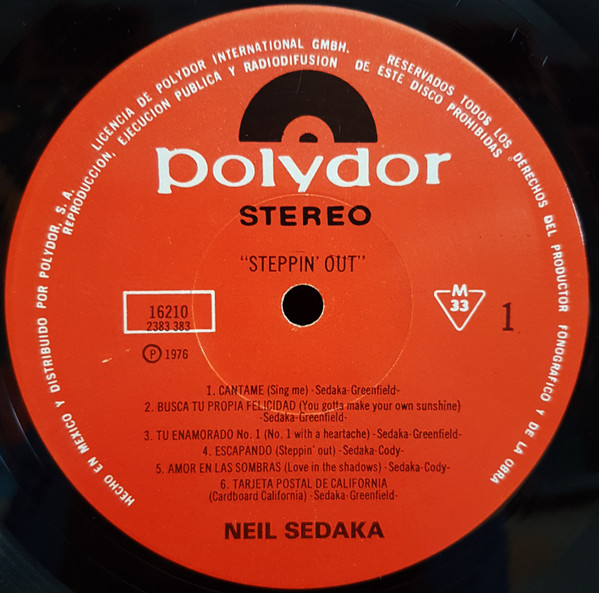 LICENCIA DE POLYDOR INTERNATIONAL GMBH. RESERVADOS TODOS LOS DERECHOS DEL PRODUCTOR FONOGRAFICO Y DE LA OBRA
REPRODUCCION, EJECUCION PUBLICA Y RADIODIFUSION DE ESTE DISCO PROHIBIDAS
HECHO EN MEXICO Y DISTRIBUIDO POR POLYDOR, S. A.
polydor
STEREO
"STEPPIN' OUT"
16210
2383 383
P 1976
M
33
1
1. CANTAME (Sing me) -Sedaka-Greenfield-
2. BUSCA TU PROPIA FELICIDAD (You gotta make your own sunshine)
-Sedaka-Greenfield-
3. TU ENAMORADO No. 1 (No. 1 with a heartache) -Sedaka-Greenfield-
4. ESCAPANDO (Steppin' out) -Sedaka-Cody-
5. AMOR EN LAS SOMBRAS (Love in the shadows) -Sedaka-Cody-
6. TARJETA POSTAL DE CALIFORNIA
(Cardboard California) -Sedaka-Greenfield-
NEIL SEDAKA